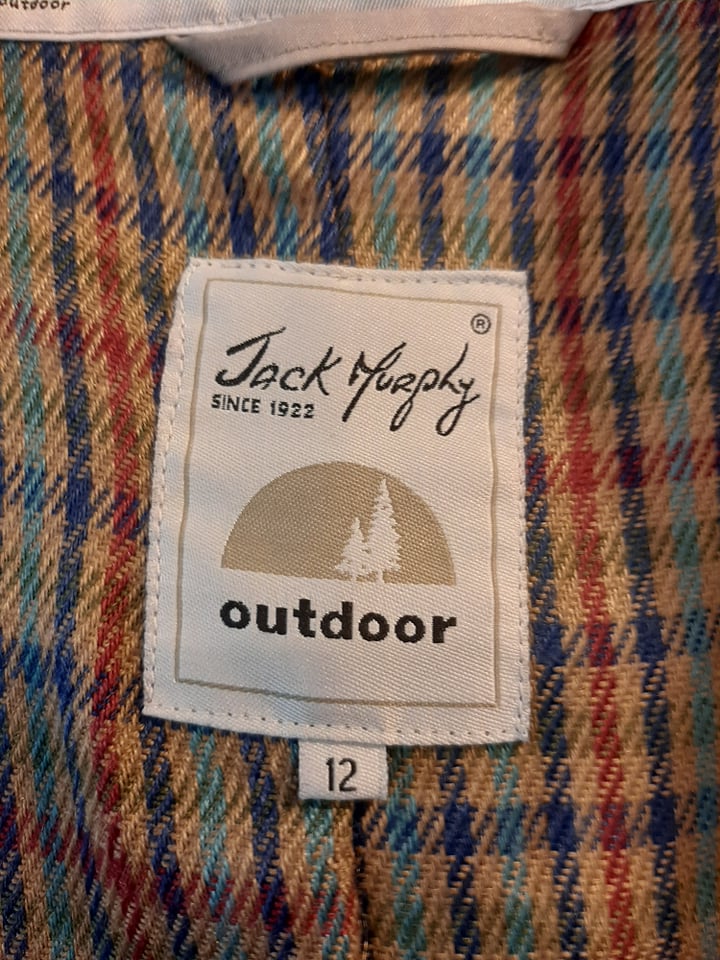 outdoor
Jack Murphy ®
SINCE 1922
outdoor
12